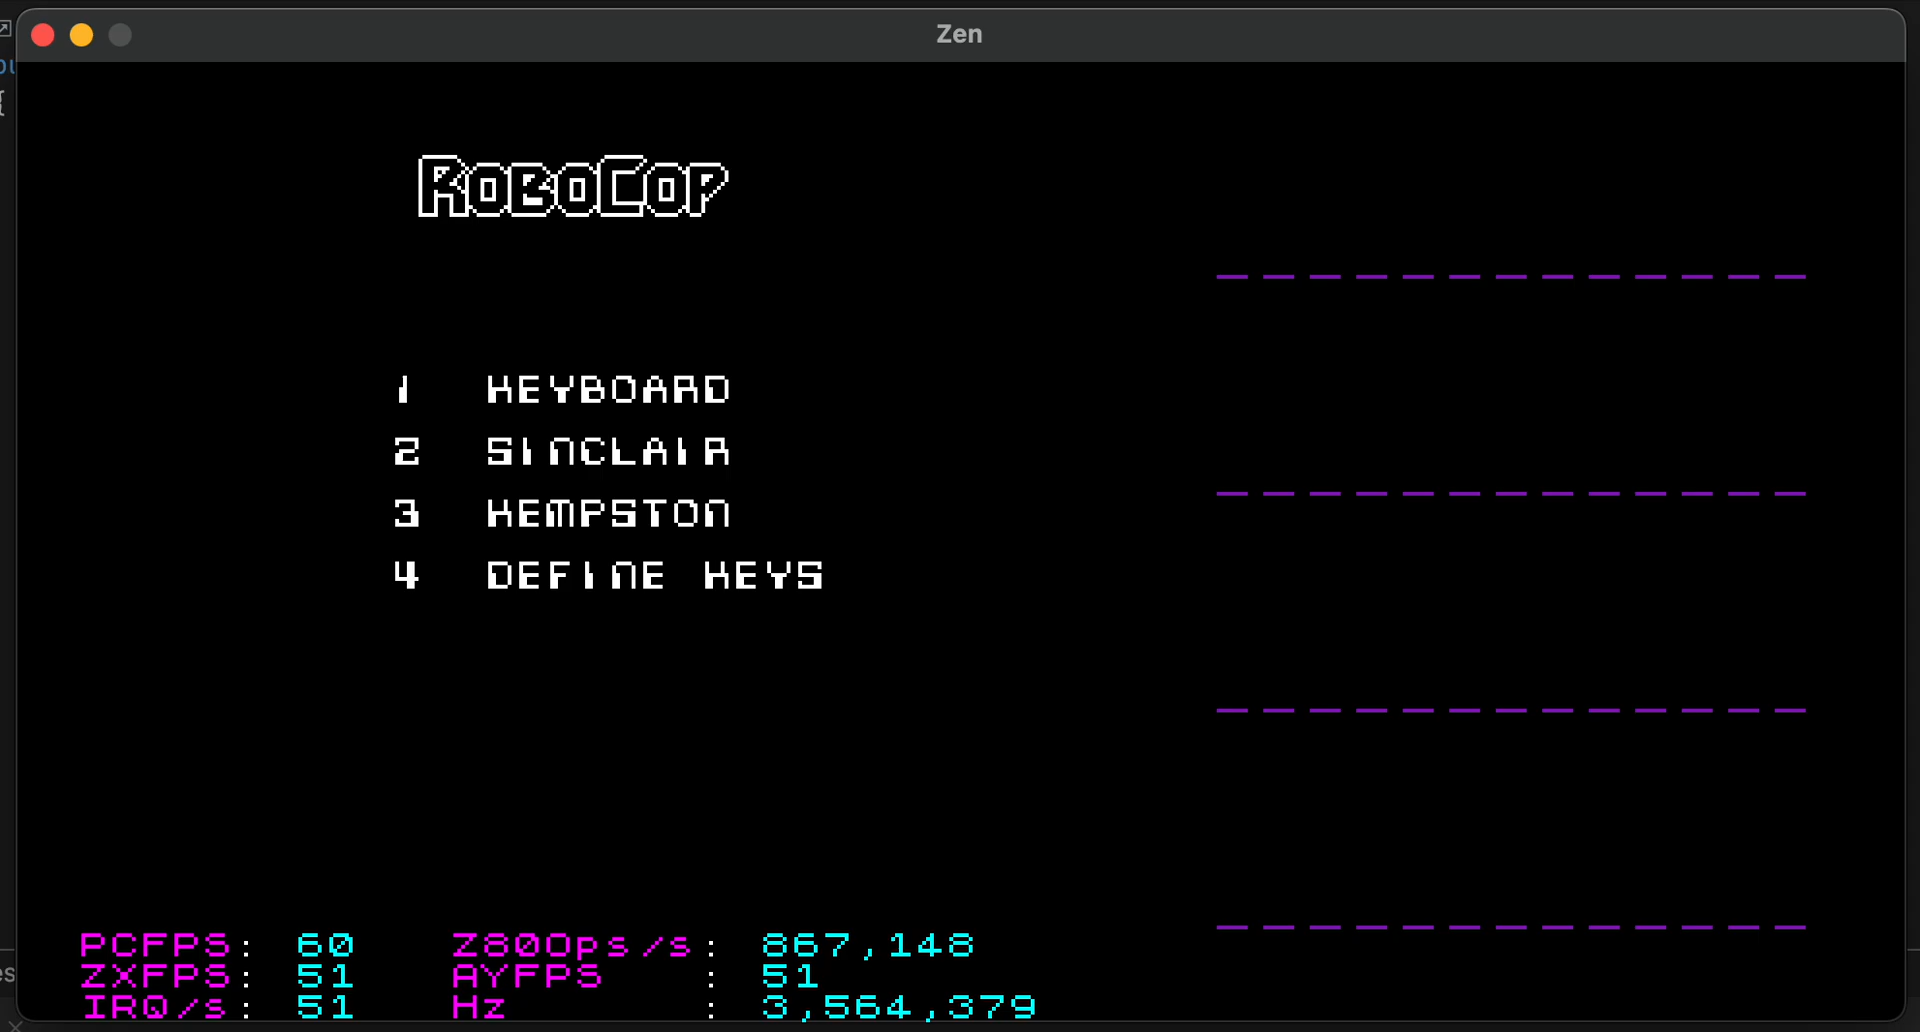 Zen
ROBOCOP
1 KEYBOARD
2 SINCLAIR
3 KEMPSTON
4 DEFINE KEYS
PCFPS: 60 Z80Ops/s: 867,148
ZXFPS: 51 AYFPS : 51
IRQ/s: 51 Hz : 3,564,379